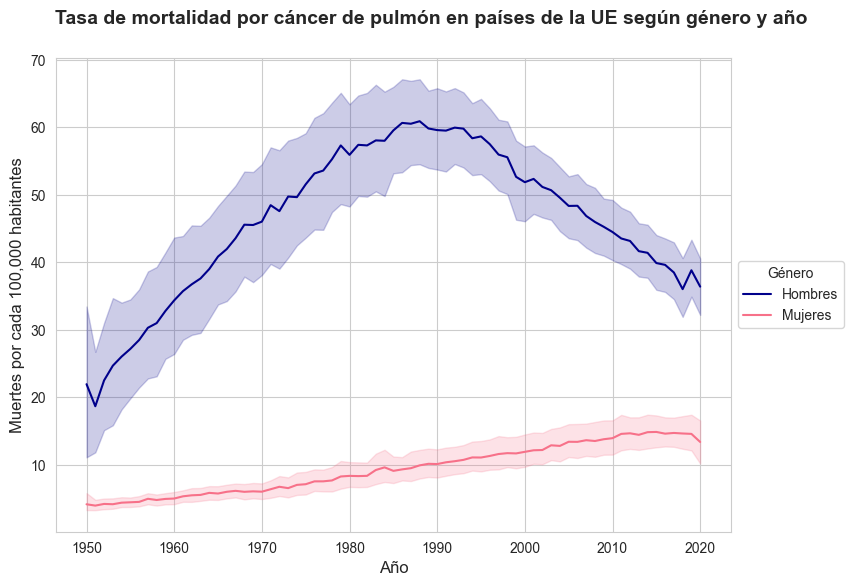 Tasa de mortalidad por cáncer de pulmón en países de la UE según género y año
Muertes por cada 100,000 habitantes
70
60
50
40
30
20
10
1950
1960
1970
1980
1990
2000
2010
2020
Año
Género
Hombres
Mujeres